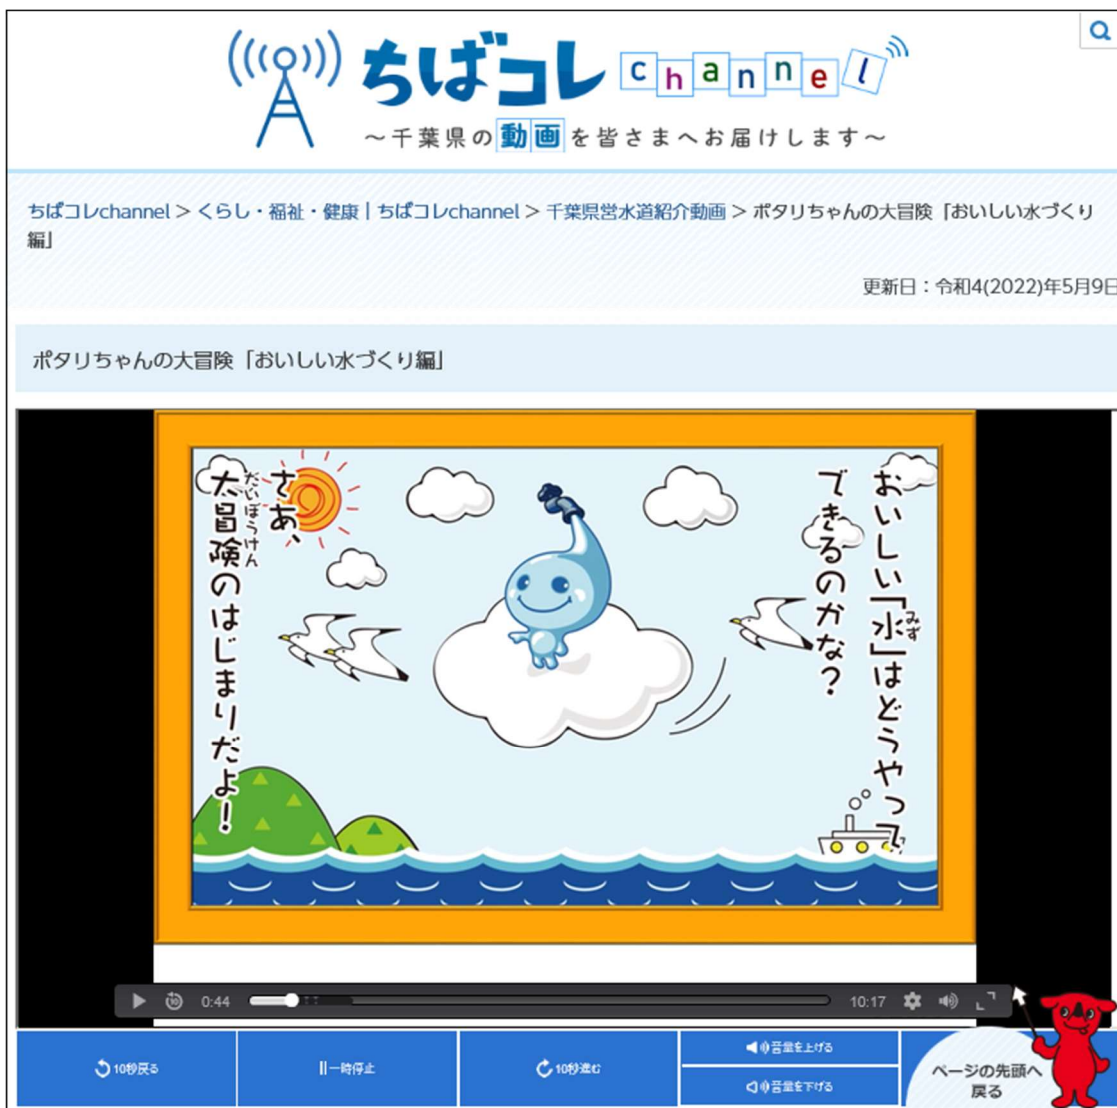 ちばコレchannel
～千葉県の動画を皆さまへお届けします～
ちばコレchannel > くらし・福祉・健康 | ちばコレchannel > 千葉県営水道紹介動画 > ポタリちゃんの大冒険「おいしい水づくり
編」
更新日：令和4(2022)年5月9日
ポタリちゃんの大冒険「おいしい水づくり編」
おいしい「水」はどうやって
みず
できるのかな？
さあ、
大冒険のはじまりだよ！
だいぼうけん
10
0:44
10:17
10秒戻る
一時停止
10秒進む
音量を上げる
音量を下げる
ページの先頭へ
戻る